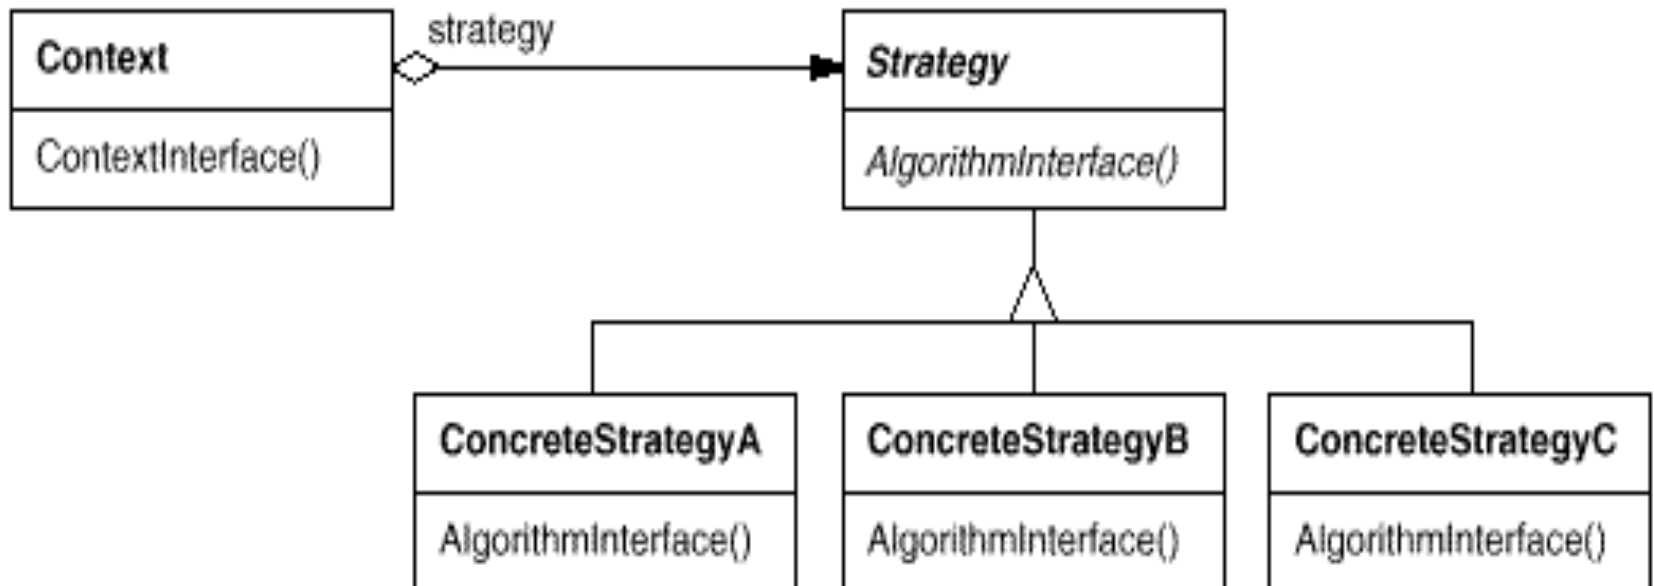 strategy
Context
Strategy
ContextInterface()
AlgorithmInterface()
ConcreteStrategyA
ConcreteStrategyB
ConcreteStrategyC
AlgorithmInterface()
AlgorithmInterface()
AlgorithmInterface()